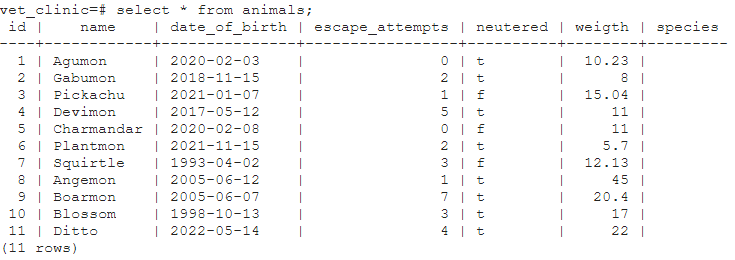 vet_clinic=# select * from animals;
 id |    name    | date_of_birth | escape_attempts | neutered | weigth | species
----+------------+---------------+-----------------+----------+--------+---------
  1 | Agumon     | 2020-02-03    |               0 | t        |  10.23 |
  2 | Gabumon    | 2018-11-15    |               2 | t        |      8 |
  3 | Pickachu   | 2021-01-07    |               1 | f        |  15.04 |
  4 | Devimon    | 2017-05-12    |               5 | t        |     11 |
  5 | Charmandar | 2020-02-08    |               0 | f        |     11 |
  6 | Plantmon   | 2021-11-15    |               2 | t        |    5.7 |
  7 | Squirtle   | 1993-04-02    |               3 | f        |  12.13 |
  8 | Angemon    | 2005-06-12    |               1 | t        |     45 |
  9 | Boarmon    | 2005-06-07    |               7 | t        |   20.4 |
 10 | Blossom    | 1998-10-13    |               3 | t        |     17 |
 11 | Ditto      | 2022-05-14    |               4 | t        |     22 |
(11 rows)